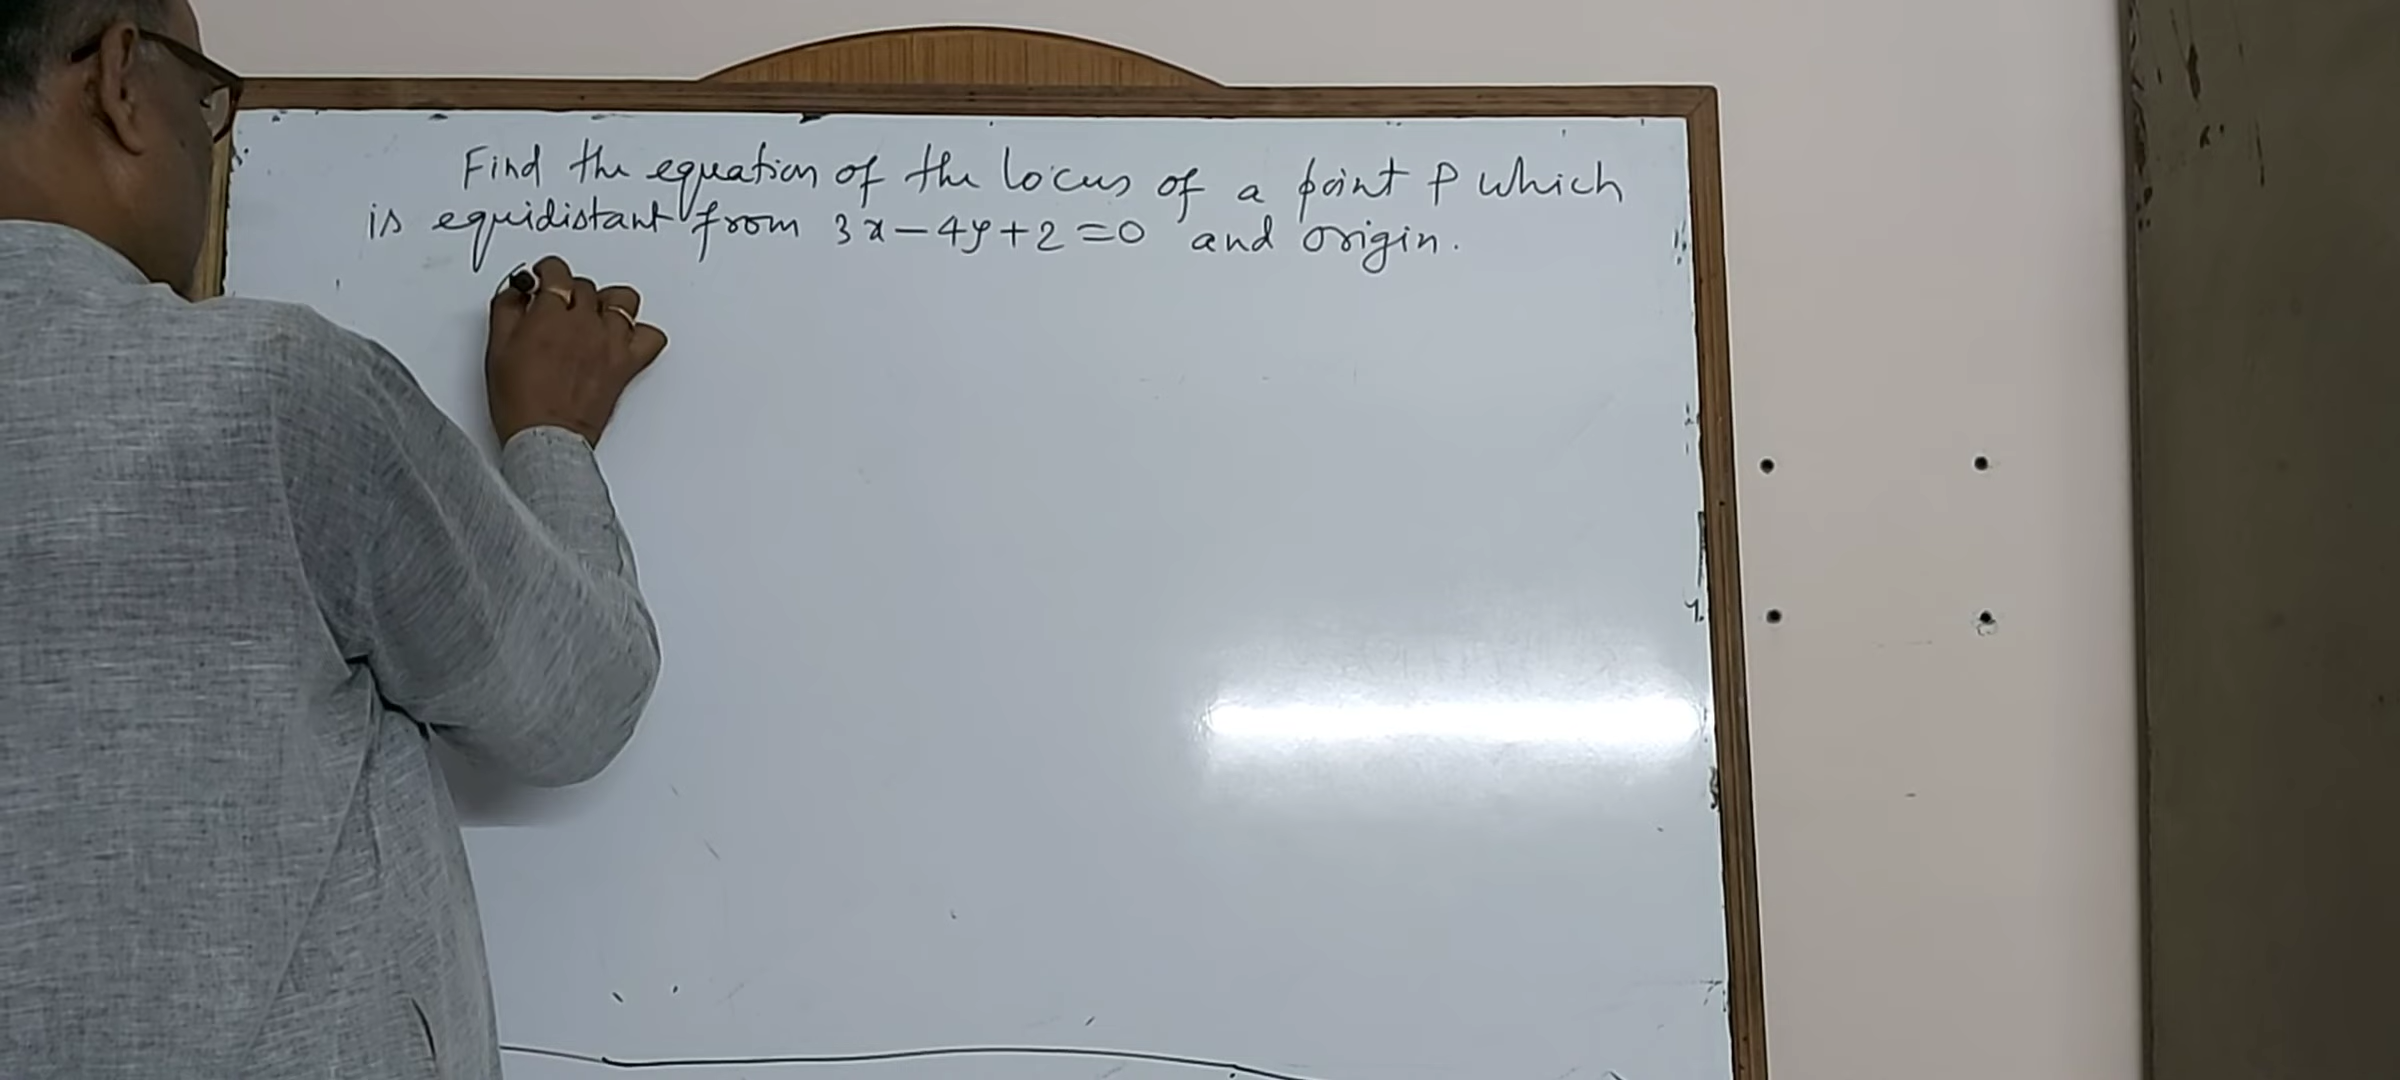 Find the equation of the locus of a point P which
is equidistant from 3x-4y+2=0 and origin.